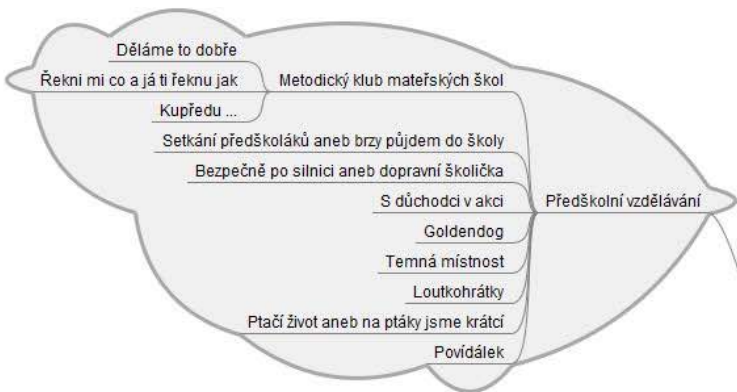 Děláme to dobře
Řekni mi co a já ti řeknu jak
Metodický klub mateřských škol
Kupředu ...
Setkání předškoláků aneb brzy půjdem do školy
Bezpečně po silnici aneb dopravní školička
S důchodci v akci
Předškolní vzdělávání
Goldendog
Temná místnost
Loutkohrátky
Ptačí život aneb na ptáky jsme krátcí
Povídálek